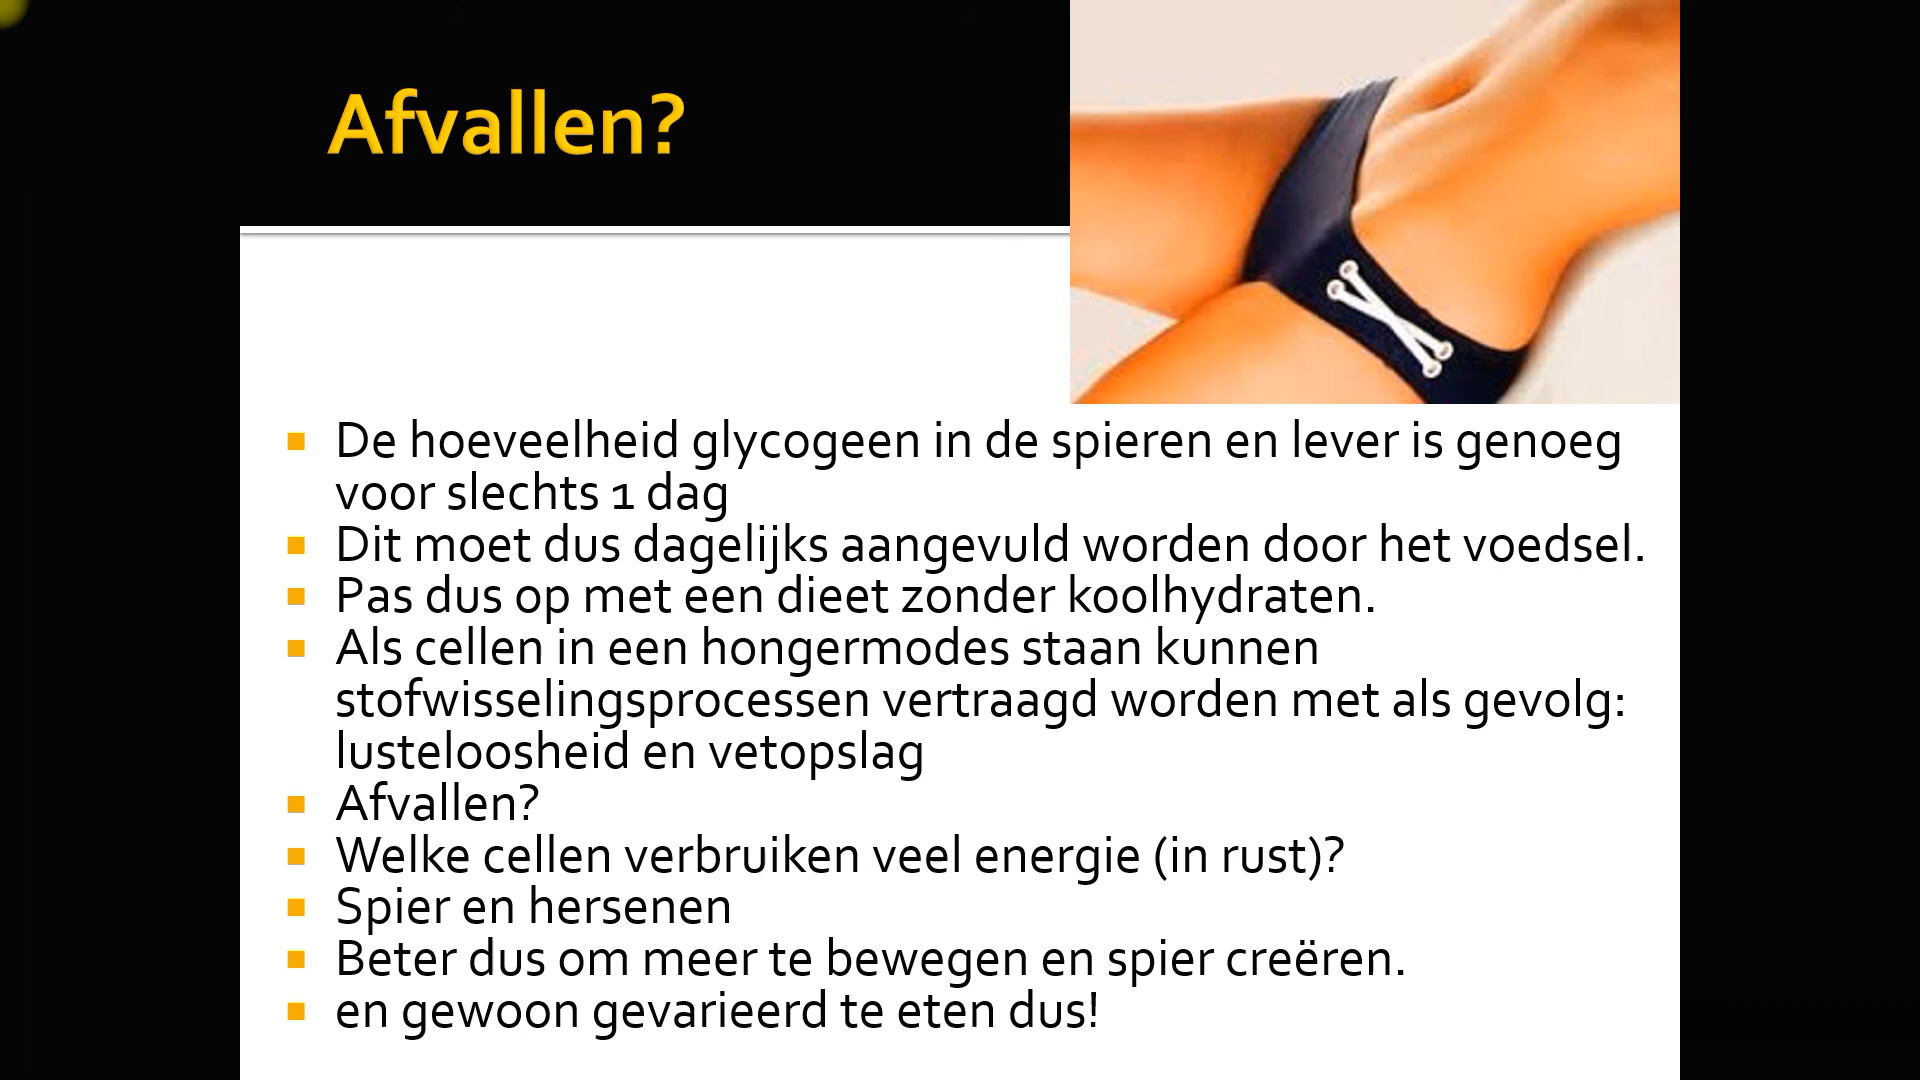 Afvallen?
De hoeveelheid glycogeen in de spieren en lever is genoeg
voor slechts 1 dag
Dit moet dus dagelijks aangevuld worden door het voedsel.
Pas dus op met een dieet zonder koolhydraten.
Als cellen in een hongermodes staan kunnen
stofwisselingsprocessen vertraagd worden met als gevolg:
lusteloosheid en vetopslag
Afvallen?
Welke cellen verbruiken veel energie (in rust)?
Spier en hersenen
Beter dus om meer te bewegen en spier creëren.
en gewoon gevarieerd te eten dus!